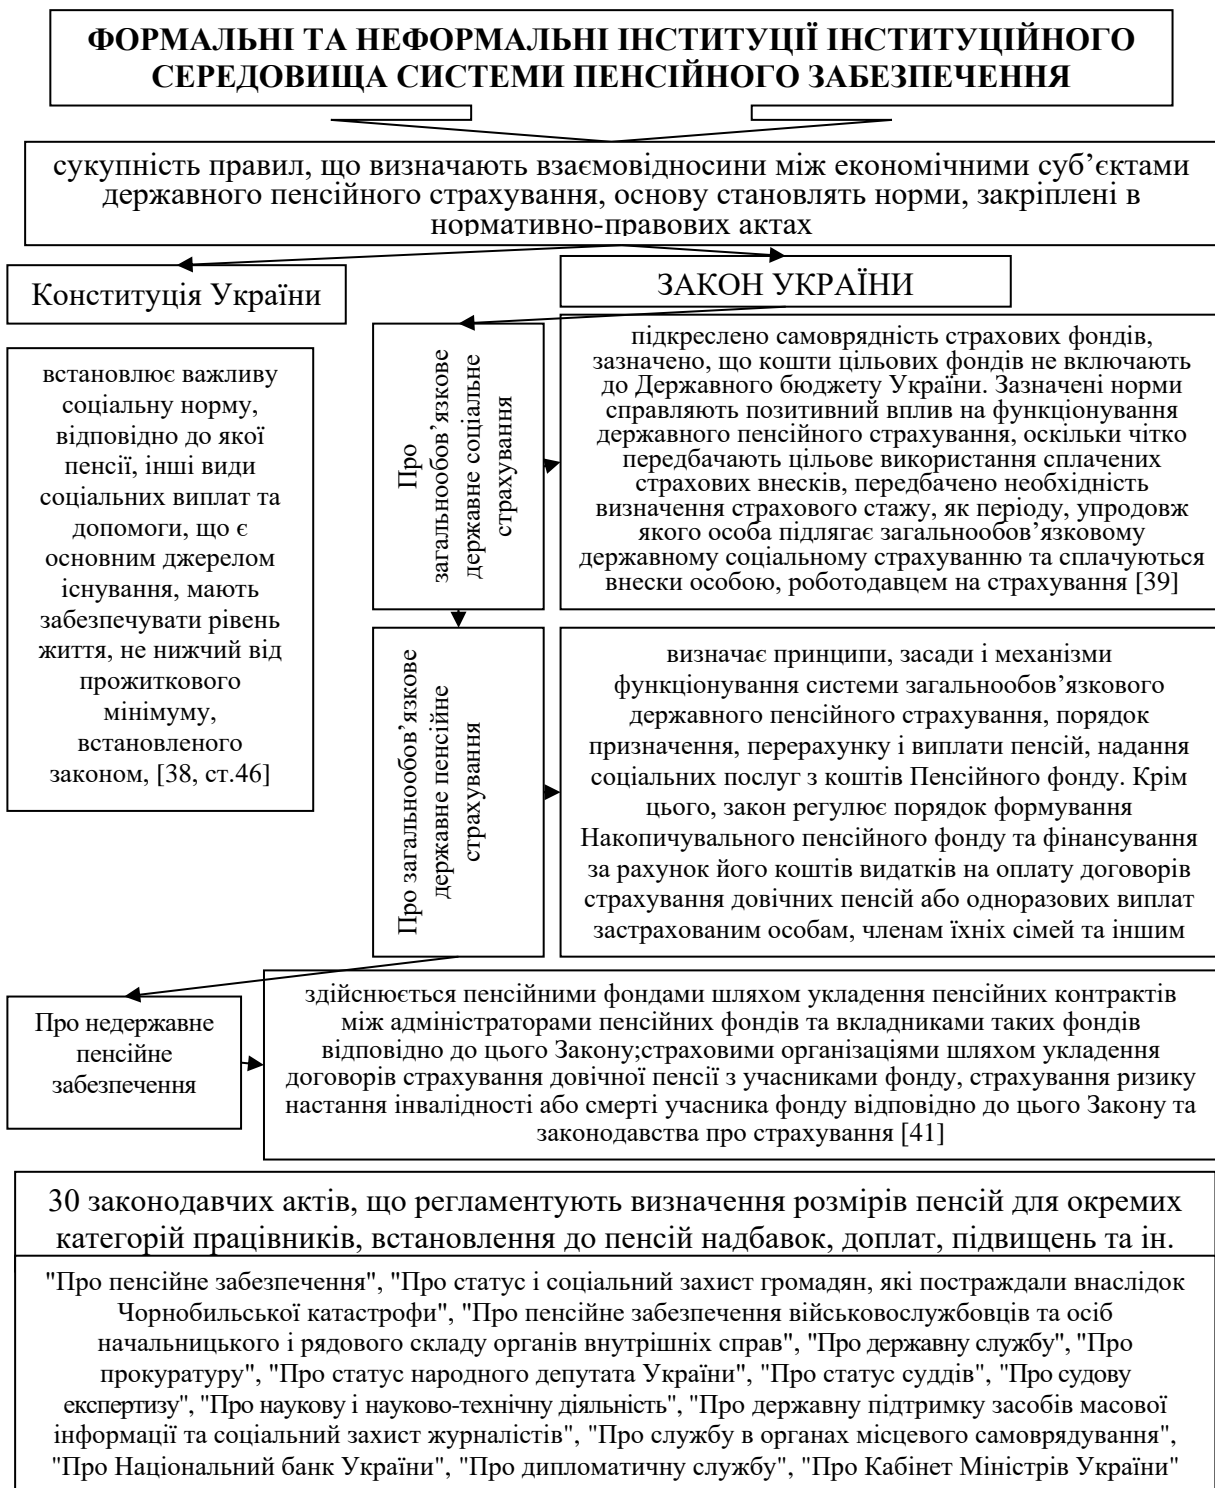 ФОРМАЛЬНІ ТА НЕФОРМАЛЬНІ ІНСТИТУЦІЇ ІНСТИТУЦІЙНОГО
СЕРЕДОВИЩА СИСТЕМИ ПЕНСІЙНОГО ЗАБЕЗПЕЧЕННЯ
сукупність правил, що визначають взаємовідносини між економічними суб’єктами
державного пенсійного страхування, основу становлять норми, закріплені в
нормативно-правових актах
Конституція України
ЗАКОН УКРАЇНИ
встановлює важливу
соціальну норму,
відповідно до якої
пенсії, інші види
соціальних виплат та
допомоги, що є
основним джерелом
існування, мають
забезпечувати рівень
життя, не нижчий від
прожиткового
мінімуму,
встановленого
законом, [38, ст.46]
Про
загальнообов’язкове
державне соціальне
страхування
підкреслено самоврядність страхових фондів,
зазначено, що кошти цільових фондів не включають
до Державного бюджету України. Зазначені норми
справляють позитивний вплив на функціонування
державного пенсійного страхування, оскільки чітко
передбачають цільове використання сплачених
страхових внесків, передбачено необхідність
визначення страхового стажу, як періоду, упродовж
якого особа підлягає загальнообов’язковому
державному соціальному страхуванню та сплачуються
внески особою, роботодавцем на страхування [39]
Про загальнообов’язкове
державне пенсійне
страхування
визначає принципи, засади і механізми
функціонування системи загальнообов’язкового
державного пенсійного страхування, порядок
призначення, перерахунку і виплати пенсій, надання
соціальних послуг з коштів Пенсійного фонду. Крім
цього, закон регулює порядок формування
Накопичувального пенсійного фонду та фінансування
за рахунок його коштів видатків на оплату договорів
страхування довічних пенсій або одноразових виплат
застрахованим особам, членам їхніх сімей та іншим
Про недержавне
пенсійне
забезпечення
здійснюється пенсійними фондами шляхом укладення пенсійних контрактів
між адміністраторами пенсійних фондів та вкладниками таких фондів
відповідно до цього Закону;страховими організаціями шляхом укладення
договорів страхування довічної пенсії з учасниками фонду, страхування ризику
настання інвалідності або смерті учасника фонду відповідно до цього Закону та
законодавства про страхування [41]
30 законодавчих актів, що регламентують визначення розмірів пенсій для окремих
категорій працівників, встановлення до пенсій надбавок, доплат, підвищень та ін.
"Про пенсійне забезпечення", "Про статус і соціальний захист громадян, які постраждали внаслідок
Чорнобильської катастрофи", "Про пенсійне забезпечення військовослужбовців та осіб
начальницького і рядового складу органів внутрішніх справ", "Про державну службу", "Про
прокуратуру", "Про статус народного депутата України", "Про статус суддів", "Про судову
експертизу", "Про наукову і науково-технічну діяльність", "Про державну підтримку засобів масової
інформації та соціальний захист журналістів", "Про службу в органах місцевого самоврядування",
"Про Національний банк України", "Про дипломатичну службу", "Про Кабінет Міністрів України"